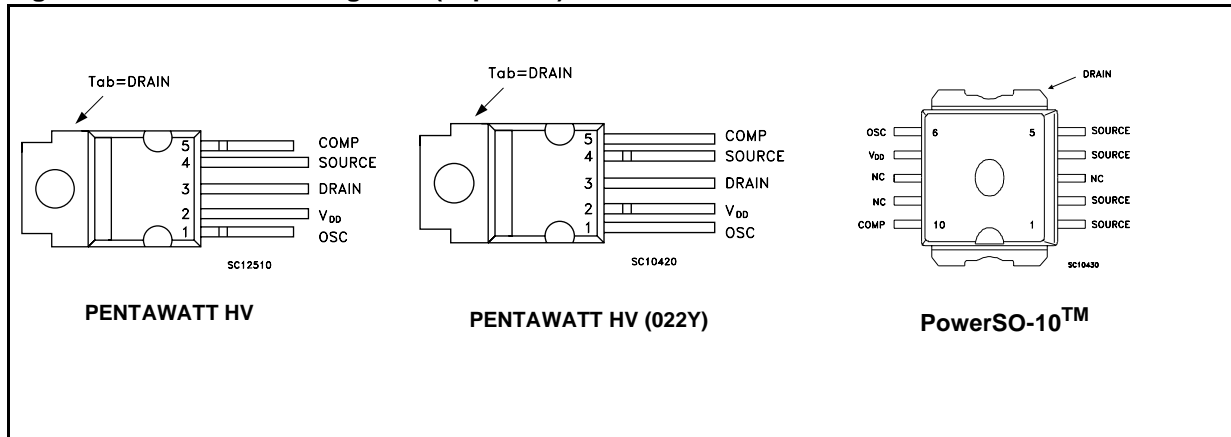 Tab=DRAIN
5 COMP
4 SOURCE
3 DRAIN
2 VDD
1 OSC
SC12510
PENTAWATT HV
Tab=DRAIN
5 COMP
4 SOURCE
3 DRAIN
2 VDD
1 OSC
SC10420
PENTAWATT HV (022Y)
DRAIN
OSC 6 5 SOURCE
VDD SOURCE
NC NC
NC SOURCE
COMP 10 1 SOURCE
SC10430
PowerSO-10TM